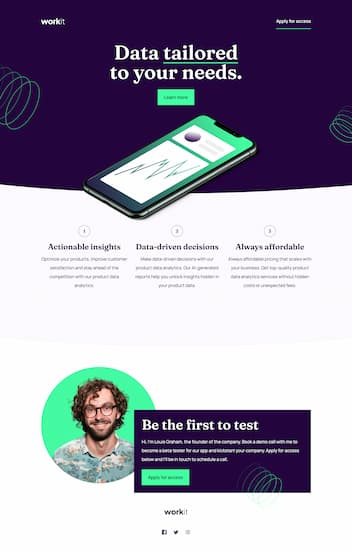 workit
Apply for access
Data tailored
to your needs.
Learn more
1
2
3
Actionable insights
Data-driven decisions
Always affordable
Optimize your products, improve customer
satisfaction and stay ahead of the
competition with our product data
analytics.
Make data-driven decisions with our
product data analytics. Our AI-generated
reports help you unlock insights hidden in
your product data.
Always affordable pricing that scales with
your business. Get top-quality product
data analytics services without hidden
costs or unexpected fees.
Be the first to test
Hi, I'm Louis Graham, the founder of the company. Book a demo call with me to
become a beta tester for our app and kickstart your company. Apply for access
below and I'll be in touch to schedule a call.
Apply for access
workit